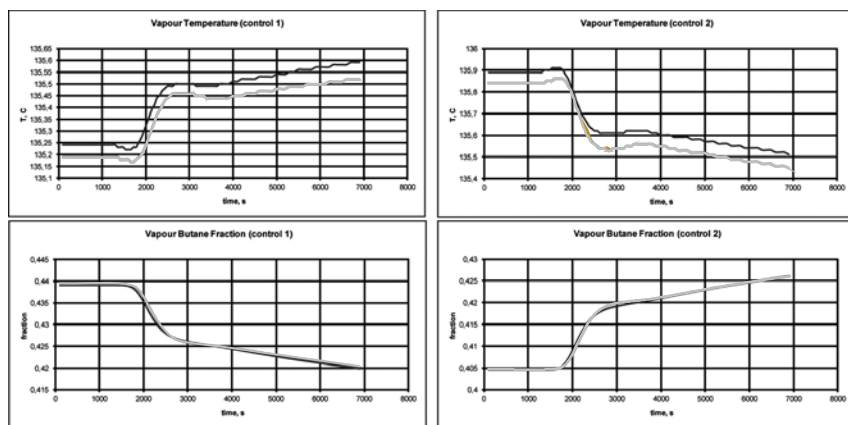 Vapour Temperature (control 1)
135,65
135,6
135,55
135,5
135,45
135,4
135,35
135,3
135,25
135,2
135,15
135,1
T, C
0 1000 2000 3000 4000 5000 6000 7000 8000
time, s
Vapour Temperature (control 2)
136
135,9
135,8
135,7
135,6
135,5
135,4
T, C
0 1000 2000 3000 4000 5000 6000 7000 8000
time, s
Vapour Butane Fraction (control 1)
0,445
0,44
0,435
0,43
0,425
0,42
0,415
fraction
0 1000 2000 3000 4000 5000 6000 7000 8000
time, s
Vapour Butane Fraction (control 2)
0,43
0,425
0,42
0,415
0,41
0,405
0,4
fraction
0 1000 2000 3000 4000 5000 6000 7000 8000
time, s